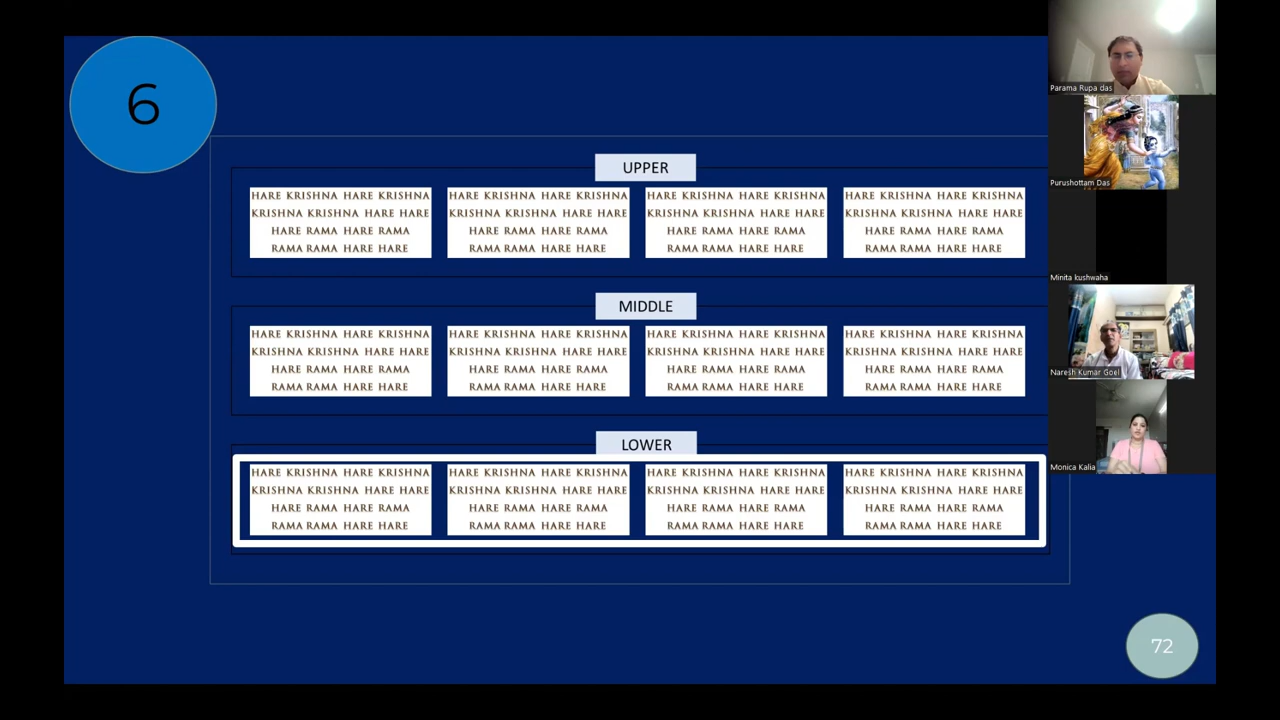 6
UPPER
HARE KRISHNA HARE KRISHNA
KRISHNA KRISHNA HARE HARE
HARE RAMA HARE RAMA
RAMA RAMA HARE HARE
HARE KRISHNA HARE KRISHNA
KRISHNA KRISHNA HARE HARE
HARE RAMA HARE RAMA
RAMA RAMA HARE HARE
HARE KRISHNA HARE KRISHNA
KRISHNA KRISHNA HARE HARE
HARE RAMA HARE RAMA
RAMA RAMA HARE HARE
HARE KRISHNA HARE KRISHNA
KRISHNA KRISHNA HARE HARE
HARE RAMA HARE RAMA
RAMA RAMA HARE HARE
MIDDLE
HARE KRISHNA HARE KRISHNA
KRISHNA KRISHNA HARE HARE
HARE RAMA HARE RAMA
RAMA RAMA HARE HARE
HARE KRISHNA HARE KRISHNA
KRISHNA KRISHNA HARE HARE
HARE RAMA HARE RAMA
RAMA RAMA HARE HARE
HARE KRISHNA HARE KRISHNA
KRISHNA KRISHNA HARE HARE
HARE RAMA HARE RAMA
RAMA RAMA HARE HARE
HARE KRISHNA HARE KRISHNA
KRISHNA KRISHNA HARE HARE
HARE RAMA HARE RAMA
RAMA RAMA HARE HARE
LOWER
HARE KRISHNA HARE KRISHNA
KRISHNA KRISHNA HARE HARE
HARE RAMA HARE RAMA
RAMA RAMA HARE HARE
HARE KRISHNA HARE KRISHNA
KRISHNA KRISHNA HARE HARE
HARE RAMA HARE RAMA
RAMA RAMA HARE HARE
HARE KRISHNA HARE KRISHNA
KRISHNA KRISHNA HARE HARE
HARE RAMA HARE RAMA
RAMA RAMA HARE HARE
HARE KRISHNA HARE KRISHNA
KRISHNA KRISHNA HARE HARE
HARE RAMA HARE RAMA
RAMA RAMA HARE HARE
72
Parama Rupa das
Purushottam Das
Minita kushwaha
Naresh Kumar Goel
Monica Kalia